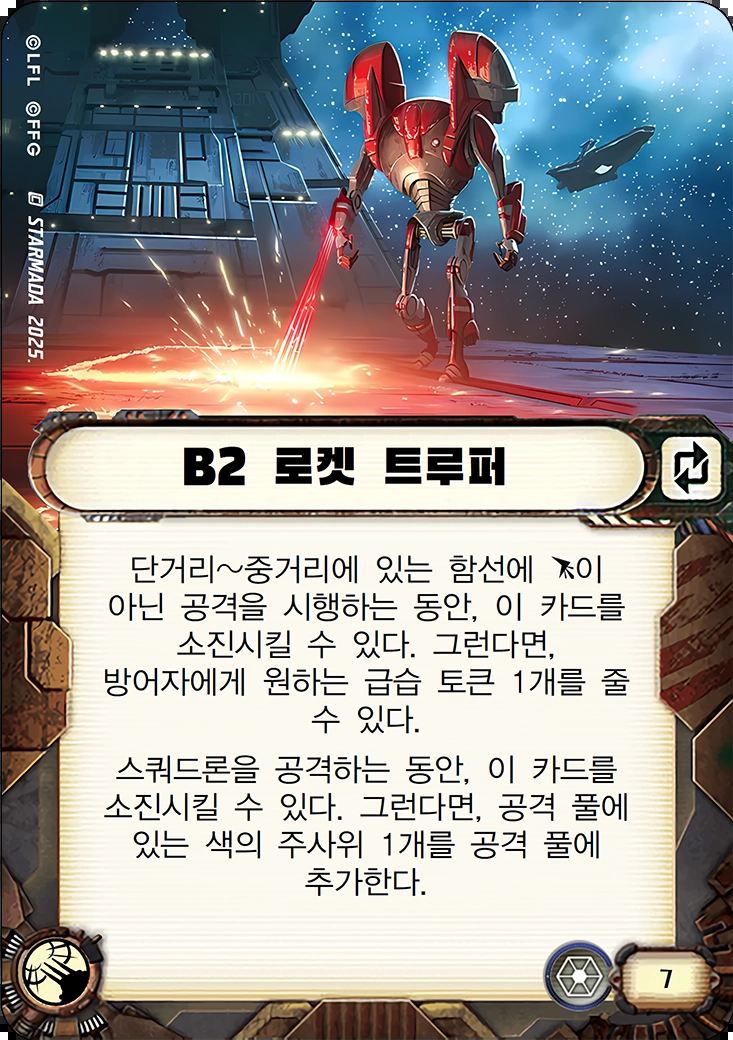 ©LFL ©FFG © STARMADA 2025.
B2 로켓 트루퍼
단거리~중거리에 있는 함선에 이
아닌 공격을 시행하는 동안, 이 카드를
소진시킬 수 있다. 그런다면,
방어자에게 원하는 급습 토큰 1개를 줄
수 있다.
스쿼드론을 공격하는 동안, 이 카드를
소진시킬 수 있다. 그런다면, 공격 풀에
있는 색의 주사위 1개를 공격 풀에
추가한다.
7